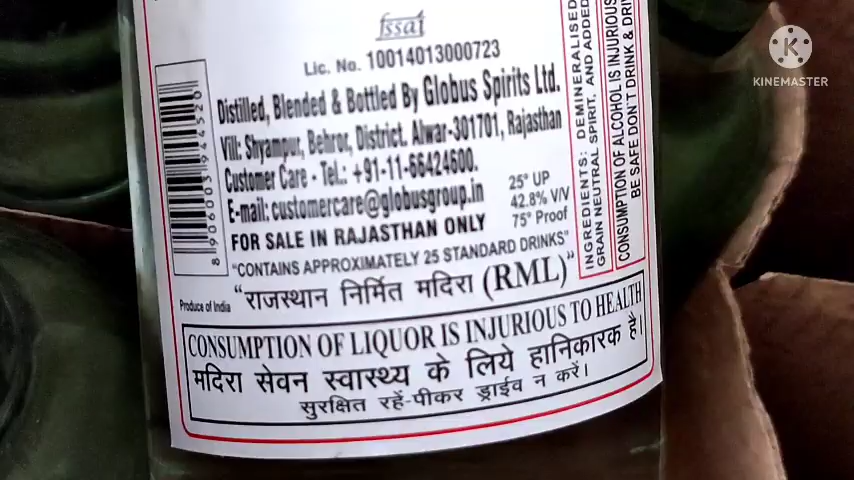 fssai
Lic. No. 10014013000723
Distilled, Blended & Bottled By Globus Spirits Ltd.
Vill: Shyampur, Behror, District. Alwar-301701, Rajasthan
Customer Care - Tel.: +91-11-66424600.
E-mail: customercare@globusgroup.in
FOR SALE IN RAJASTHAN ONLY
25° UP
42.8% V/V
75° Proof
"CONTAINS APPROXIMATELY 25 STANDARD DRINKS"
Produce of India
"राजस्थान निर्मित मदिरा (RML)"
CONSUMPTION OF LIQUOR IS INJURIOUS TO HEALTH
मदिरा सेवन स्वास्थ्य के लिये हानिकारक है।
सुरक्षित रहें-पीकर ड्राईव न करें।
8 906003 944520
INGREDIENTS: DEMINERALISED
GRAIN NEUTRAL SPIRIT, AND ADDED
CONSUMPTION OF ALCOHOL IS INJURIOUS
BE SAFE DON'T DRINK & DRI
KINEMASTER